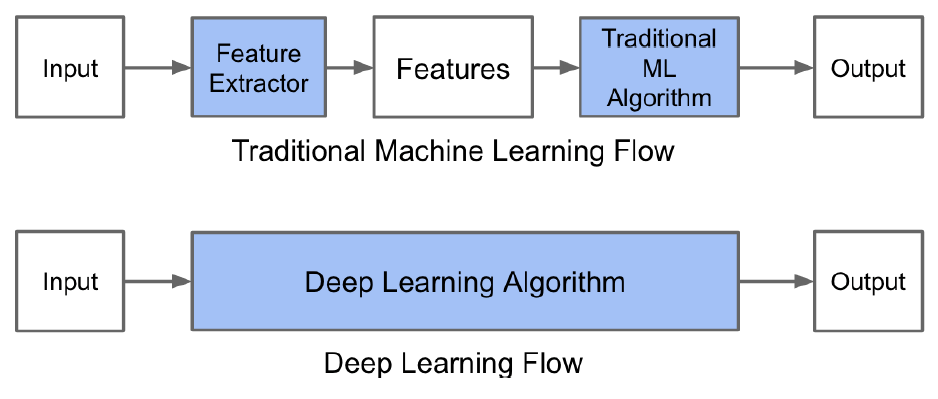 Input
Feature
Extractor
Features
Traditional
ML
Algorithm
Output
Traditional Machine Learning Flow
Input
Deep Learning Algorithm
Output
Deep Learning Flow